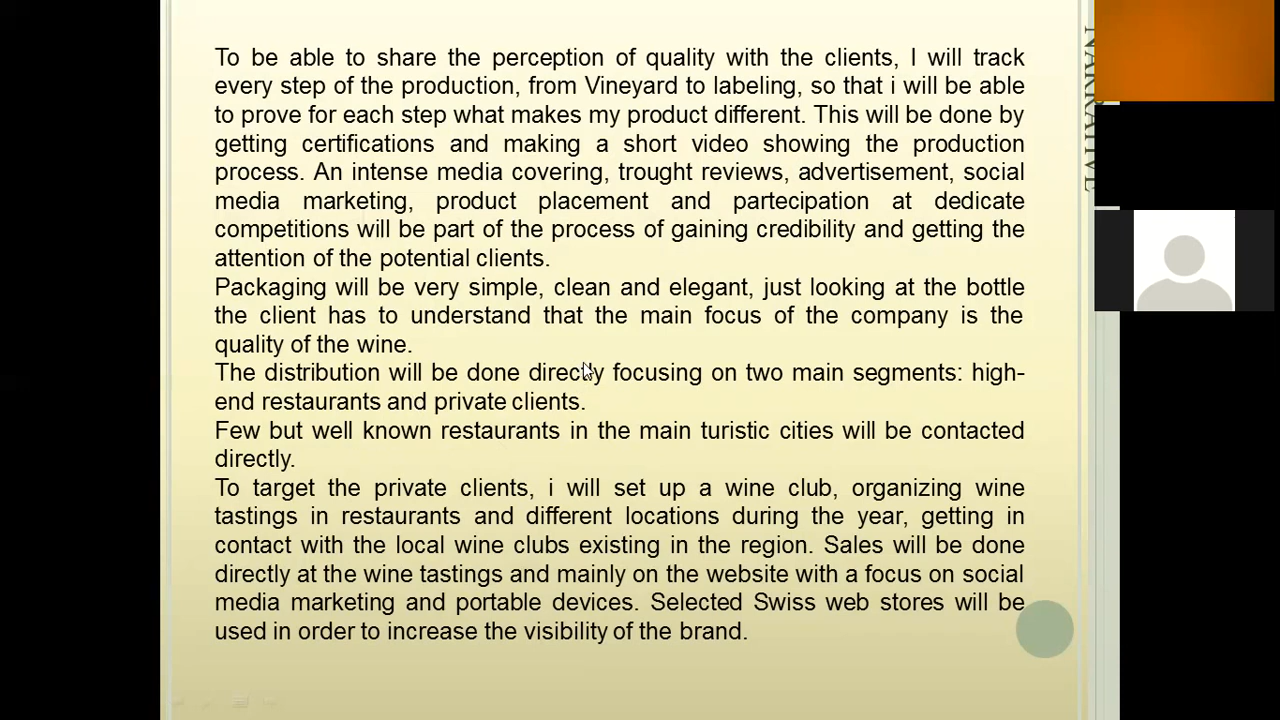 To be able to share the perception of quality with the clients, I will track
every step of the production, from Vineyard to labeling, so that i will be able
to prove for each step what makes my product different. This will be done by
getting certifications and making a short video showing the production
process. An intense media covering, trought reviews, advertisement, social
media marketing, product placement and partecipation at dedicate
competitions will be part of the process of gaining credibility and getting the
attention of the potential clients.
Packaging will be very simple, clean and elegant, just looking at the bottle
the client has to understand that the main focus of the company is the
quality of the wine.
The distribution will be done directly focusing on two main segments: high-
end restaurants and private clients.
Few but well known restaurants in the main turistic cities will be contacted
directly.
To target the private clients, i will set up a wine club, organizing wine
tastings in restaurants and different locations during the year, getting in
contact with the local wine clubs existing in the region. Sales will be done
directly at the wine tastings and mainly on the website with a focus on social
media marketing and portable devices. Selected Swiss web stores will be
used in order to increase the visibility of the brand.
NARRATIVE